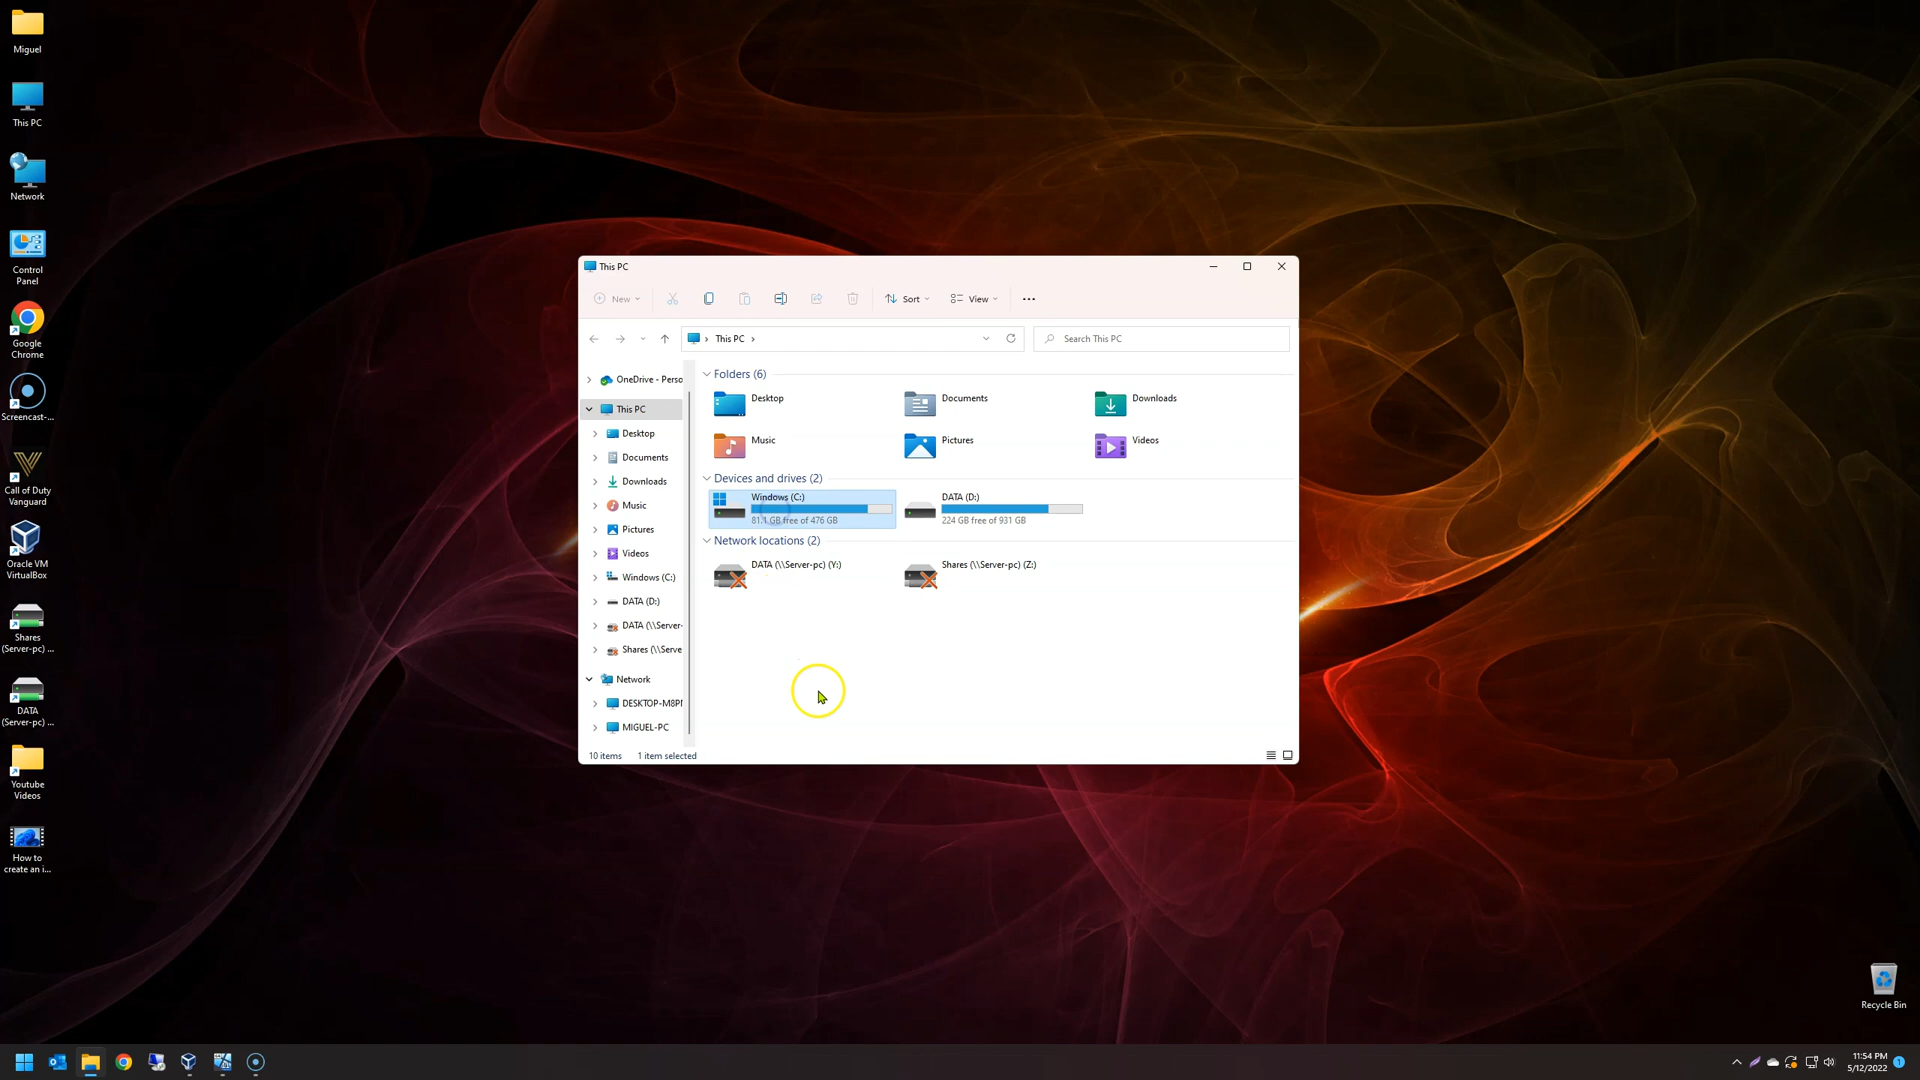 Miguel
This PC
Network
Control
Panel
Google
Chrome
Screencast-...
Call of Duty
Vanguard
Oracle VM
VirtualBox
Shares
(Server-pc) ...
DATA
(Server-pc) ...
Youtube
Videos
How to
create an i...
This PC
New
Sort
View
This PC
Search This PC
OneDrive - Perso
This PC
Desktop
Documents
Downloads
Music
Pictures
Videos
Windows (C:)
DATA (D:)
DATA (\\Server-
Shares (\\Serve
Network
DESKTOP-M8PI
MIGUEL-PC
Folders (6)
Desktop
Documents
Downloads
Music
Pictures
Videos
Devices and drives (2)
Windows (C:)
81.1 GB free of 476 GB
DATA (D:)
224 GB free of 931 GB
Network locations (2)
DATA (\\Server-pc) (Y:)
Shares (\\Server-pc) (Z:)
10 items
1 item selected
Recycle Bin
11:54 PM
5/12/2022
1